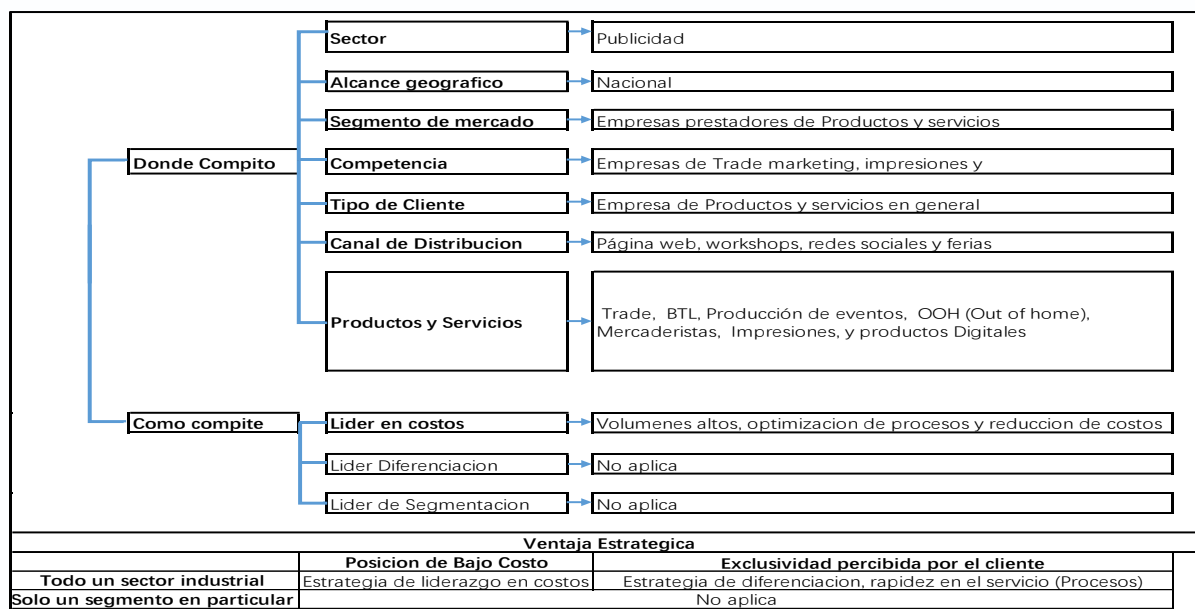 Sector
Publicidad
Alcance geografico
Nacional
Segmento de mercado
Empresas prestadores de Productos y servicios
Donde Compito
Competencia
Empresas de Trade marketing, impresiones y
Tipo de Cliente
Empresa de Productos y servicios en general
Canal de Distribucion
Página web, workshops, redes sociales y ferias
Productos y Servicios
Trade, BTL, Producción de eventos, OOH (Out of home),
Mercaderistas, Impresiones, y productos Digitales
Como compite
Lider en costos
Volumenes altos, optimizacion de procesos y reduccion de costos
Lider Diferenciacion
No aplica
Lider de Segmentacion
No aplica
Ventaja Estrategica
Posicion de Bajo Costo
Exclusividad percibida por el cliente
Todo un sector industrial
Estrategia de liderazgo en costos
Estrategia de diferenciacion, rapidez en el servicio (Procesos)
Solo un segmento en particular
No aplica